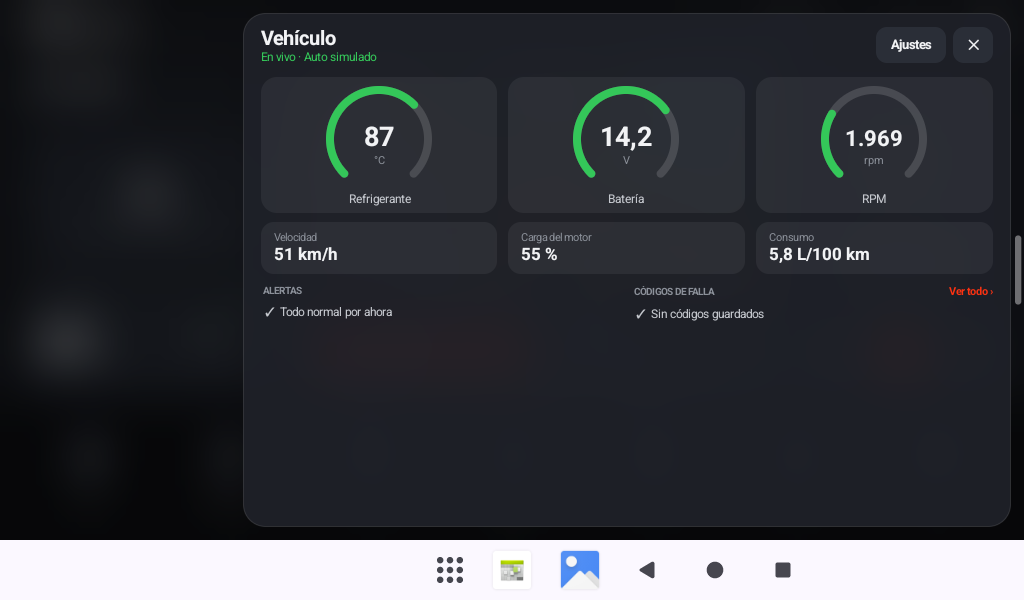 Vehículo
En vivo · Auto simulado
Ajustes
87
°C
Refrigerante
14,2
V
Batería
1.969
rpm
RPM
Velocidad
51 km/h
Carga del motor
55 %
Consumo
5,8 L/100 km
ALERTAS
✓ Todo normal por ahora
CÓDIGOS DE FALLA
Ver todo ›
✓ Sin códigos guardados